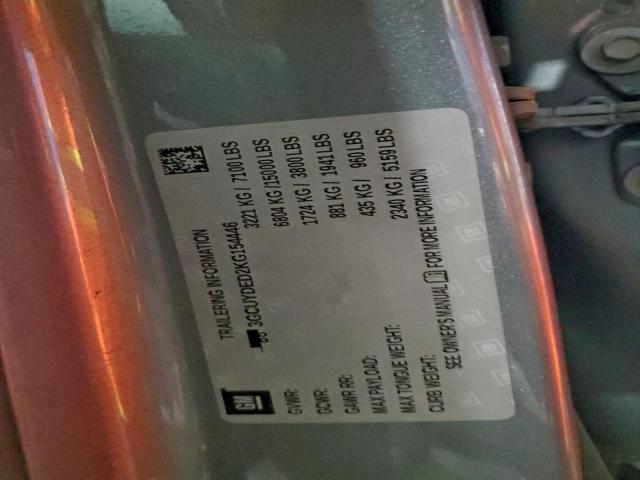 GM
TRAILERING INFORMATION
3GCUYDED2KG154446
GVWR: 3221 KG / 7100 LBS
GCWR: 6804 KG /15000 LBS
GAWR RR: 1724 KG / 3800 LBS
MAX PAYLOAD: 881 KG / 1941 LBS
MAX TONGUE WEIGHT: 435 KG / 960 LBS
CURB WEIGHT: 2340 KG / 5159 LBS
SEE OWNER'S MANUAL FOR MORE INFORMATION